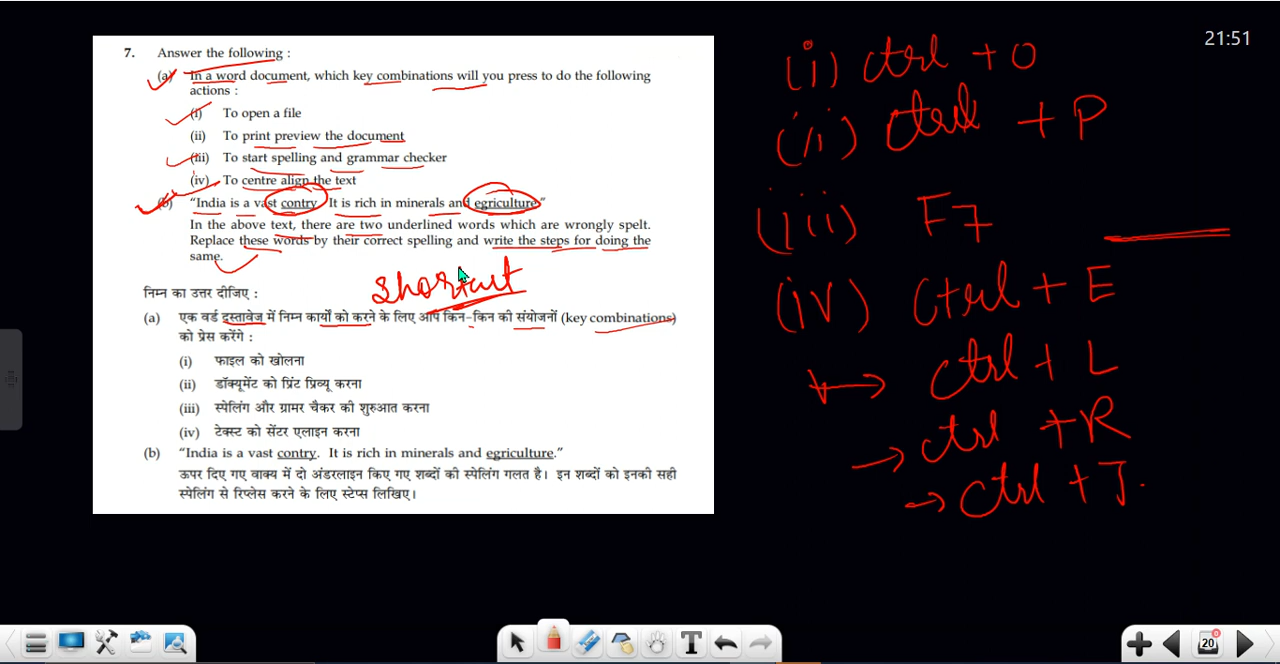 21:51
7. Answer the following :
(a) In a word document, which key combinations will you press to do the following
actions :
(i) To open a file
(ii) To print preview the document
(iii) To start spelling and grammar checker
(iv) To centre align the text
(b) "India is a vast contry. It is rich in minerals and egriculture."
In the above text, there are two underlined words which are wrongly spelt.
Replace these words by their correct spelling and write the steps for doing the
same.
shortcut
निम्न का उत्तर दीजिए :
(a) एक वर्ड दस्तावेज में निम्न कार्यों को करने के लिए आप किन-किन की संयोजनों (key combinations)
को प्रेस करेंगे :
(i) फाइल को खोलना
(ii) डॉक्यूमेंट को प्रिंट प्रिव्यू करना
(iii) स्पेलिंग और ग्रामर चैकर की शुरुआत करना
(iv) टेक्स्ट को सेंटर एलाइन करना
(b) "India is a vast contry. It is rich in minerals and egriculture."
ऊपर दिए गए वाक्य में दो अंडरलाइन किए गए शब्दों की स्पेलिंग गलत है। इन शब्दों को इनकी सही
स्पेलिंग से रिप्लेस करने के लिए स्टेप्स लिखिए।
(i) ctrl + O
(ii) ctrl + P
(iii) F7
(iv) Ctrl + E
→ ctrl + L
→ ctrl + R
→ ctrl + J
T
20